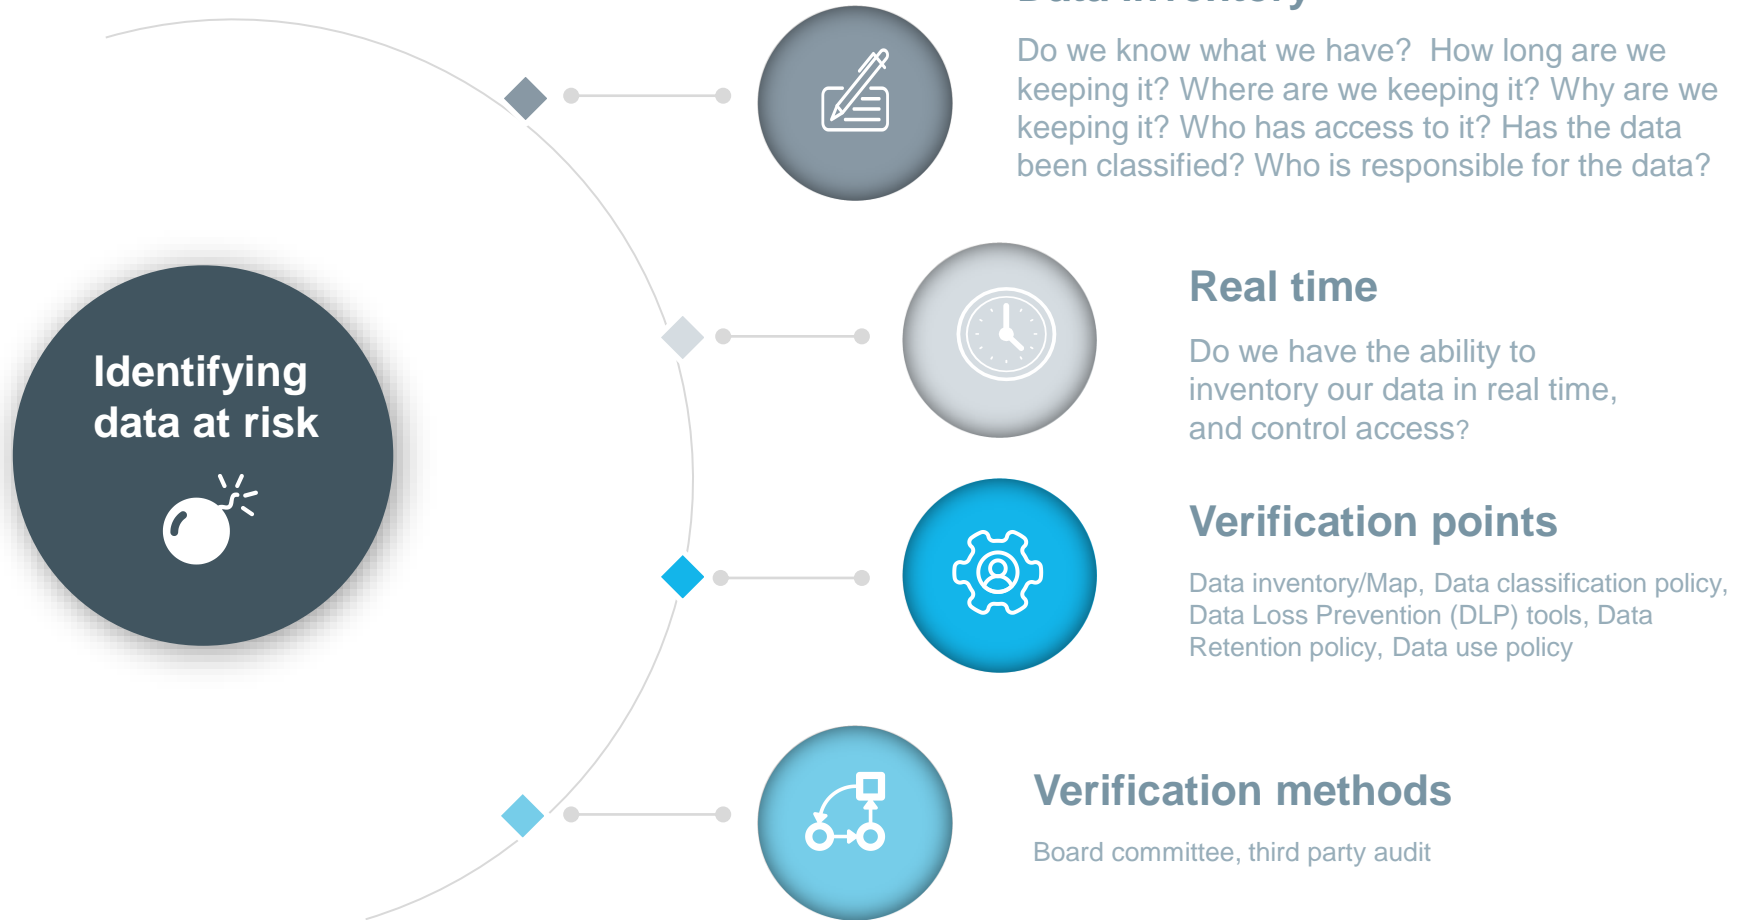 Data inventory
Do we know what we have?  How long are we
keeping it? Where are we keeping it? Why are we
keeping it? Who has access to it? Has the data
been classified? Who is responsible for the data?
Identifying
data at risk
Real time
Do we have the ability to
inventory our data in real time,
and control access?
Verification points
Data inventory/Map, Data classification policy,
Data Loss Prevention (DLP) tools, Data
Retention policy, Data use policy
Verification methods
Board committee, third party audit